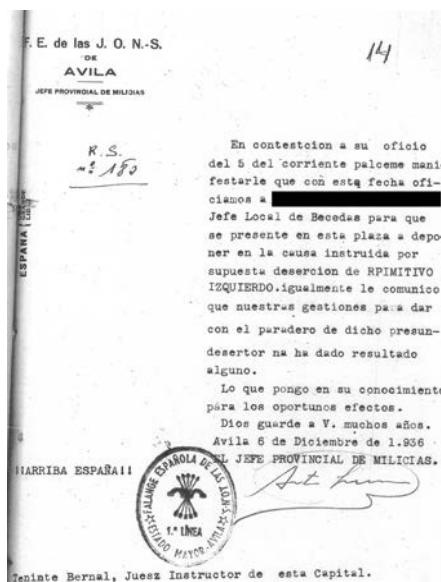 F. E. de las J. O. N.-S.
DE
AVILA
JEFE PROVINCIAL DE MILICIAS
14
R. S.
nº 180
En contestcion a su oficio
del 5 del corriente palceme mani-
festarle que con esta fecha ofi-
ciamos a
Jefe Local de Becedas para que
se presente en esta plaza a depo-
ner en la causa instruida por
supuesta desercion de RPIMITIVO
IZQUIERDO.igualmente le comunico
que nuestras gestiones para dar
con el paradero de dicho presun-
desertor na ha dado resultado
alguno.
Lo que pongo en su conocimiento
pára los oportunos efectos.
Dios guarde a V. muchos años.
Avila 6 de Diciembre de 1.936
EL JEFE PROVINCIAL DE MILICIAS.
!!ARRIBA ESPAÑA!!
FALANGE ESPAÑOLA DE LAS J.O.N-S.
1.ª LÍNEA
ESTADO MAYOR-AVILA
ESPAÑA
Teninte Bernal, Juesz Instructor de esta Capital.